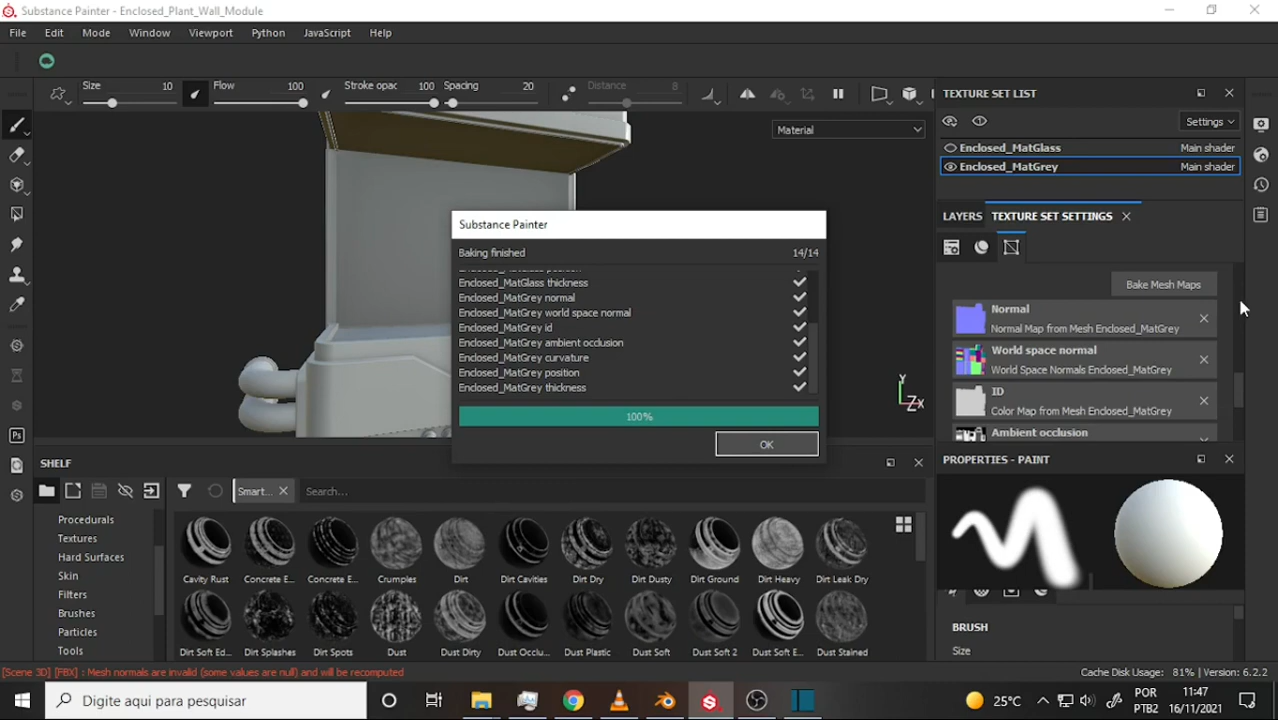 Substance Painter - Enclosed_Plant_Wall_Module
File Edit Mode Window Viewport Python JavaScript Help
Size 10 Flow 100 Stroke opac 100 Spacing 20 Distance 8
Material
TEXTURE SET LIST
Settings
Enclosed_MatGlass Main shader
Enclosed_MatGrey Main shader
LAYERS TEXTURE SET SETTINGS
Bake Mesh Maps
Normal
Normal Map from Mesh Enclosed_MatGrey
World space normal
World Space Normals Enclosed_MatGrey
ID
Color Map from Mesh Enclosed_MatGrey
Ambient occlusion
Substance Painter
Baking finished 14/14
Enclosed_MatGlass position
Enclosed_MatGlass thickness
Enclosed_MatGrey normal
Enclosed_MatGrey world space normal
Enclosed_MatGrey id
Enclosed_MatGrey ambient occlusion
Enclosed_MatGrey curvature
Enclosed_MatGrey position
Enclosed_MatGrey thickness
100%
OK
Y
Z X
PROPERTIES - PAINT
BRUSH
Size
SHELF
Smart... Search...
Procedurals
Textures
Hard Surfaces
Skin
Filters
Brushes
Particles
Tools
Cavity Rust Concrete E... Concrete E... Crumples Dirt Dirt Cavities Dirt Dry Dirt Dusty Dirt Ground Dirt Heavy Dirt Leak Dry
Dirt Soft Ed... Dirt Splashes Dirt Spots Dust Dust Dirty Dust Occlu... Dust Plastic Dust Soft Dust Soft 2 Dust Soft E... Dust Stained
[Scene 3D] [FBX] : Mesh normals are invalid (some values are null) and will be recomputed
Cache Disk Usage: 81% | Version: 6.2.2
Ps
Digite aqui para pesquisar
25°C
POR
PTB2
11:47
16/11/2021